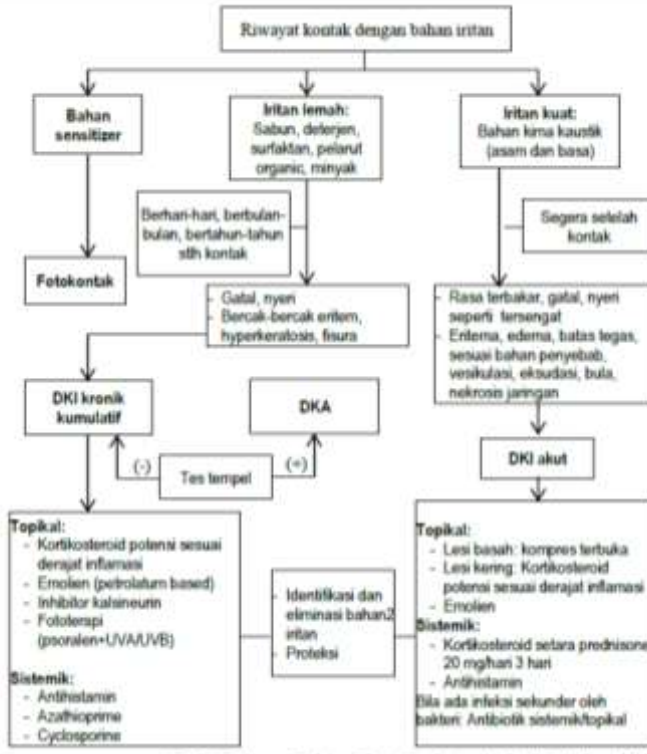 Riwayat kontak dengan bahan iritan
Bahan
sensitizer
Iritan lemah:
Sabun, deterjen,
surfaktan, pelarut
organic, minyak
Iritan kuat:
Bahan kima kaustik
(asam dan basa)
Berhari-hari, berbulan-
bulan, bertahun-tahun
stlh kontak
Segera setelah
kontak
Fotokontak
- Gatal, nyeri
- Bercak-bercak eritem,
hyperkeratosis, fisura
- Rasa terbakar, gatal, nyeri
seperti tersengat
- Eritema, edema, batas tegas,
sesuai bahan penyebab,
vesikulasi, eksudasi, bula,
nekrosis jaringan
DKI kronik
kumulatif
DKA
(-)
Tes tempel
(+)
DKI akut
Topikal:
- Kortikosteroid potensi sesuai
derajat inflamasi
- Emolien (petrolatum based)
- Inhibitor kalsineurin
- Fototerapi
(psoralen+UVA/UVB)
Sistemik:
- Antihistamin
- Azathioprime
- Cyclosporine
- Identifikasi dan
eliminasi bahan2
iritan
- Proteksi
Topikal:
- Lesi basah: kompres terbuka
- Lesi kering: Kortikosteroid
potensi sesuai derajat inflamasi
- Emolien
Sistemik:
- Kortikosteroid setara prednisone
20 mg/hari 3 hari
- Antihistamin
Bila ada infeksi sekunder oleh
bakteri: Antibiotik sistemik/topikal